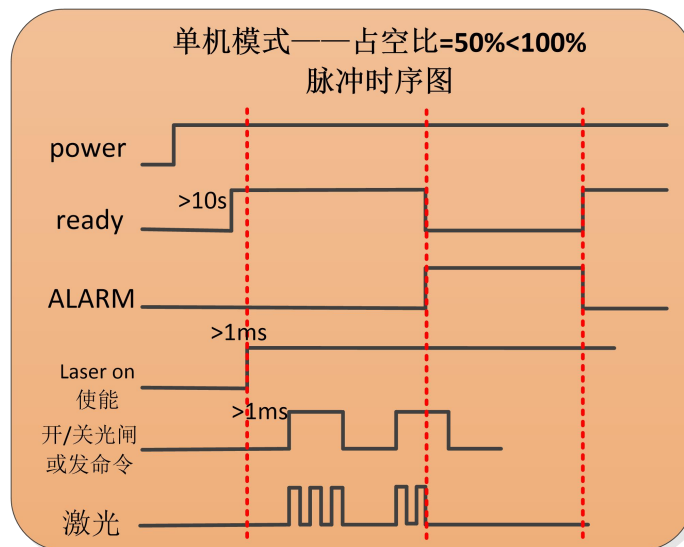 单机模式——占空比=50%<100%
脉冲时序图
power
>10s
ready
ALARM
>1ms
Laser on
使能
>1ms
开/关光闸
或发命令
激光